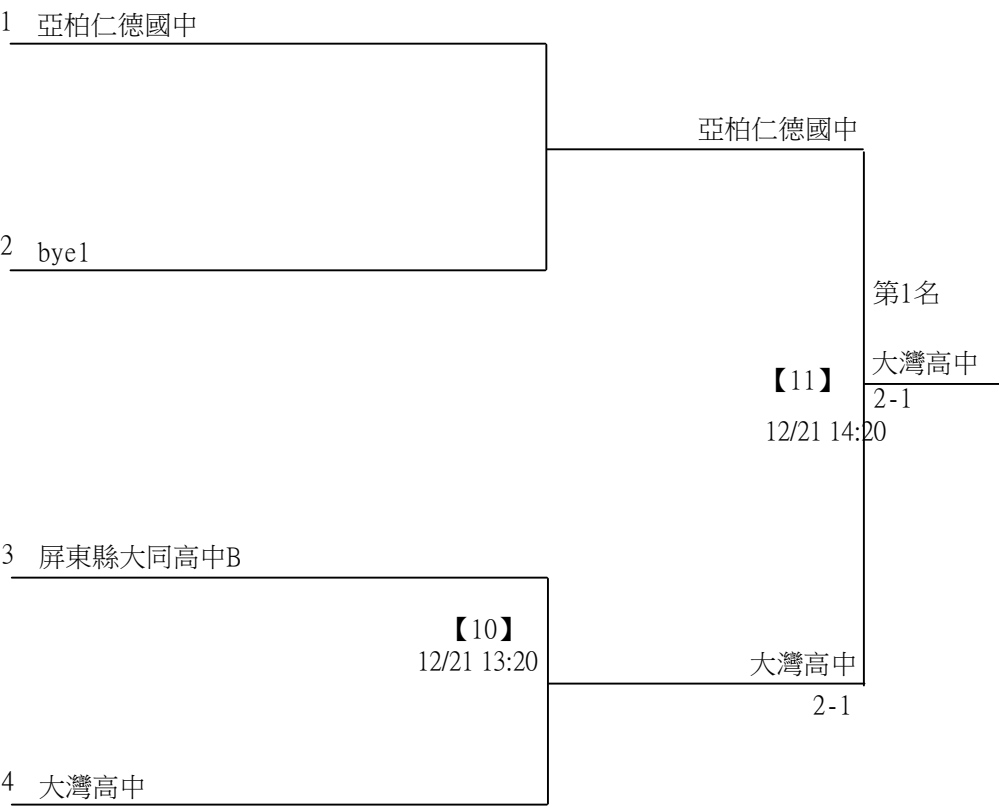 1 亞柏仁德國中
亞柏仁德國中
2 bye1
第1名
大灣高中
【11】
2-1
12/21 14:20
3 屏東縣大同高中B
【10】
12/21 13:20
大灣高中
2-1
4 大灣高中